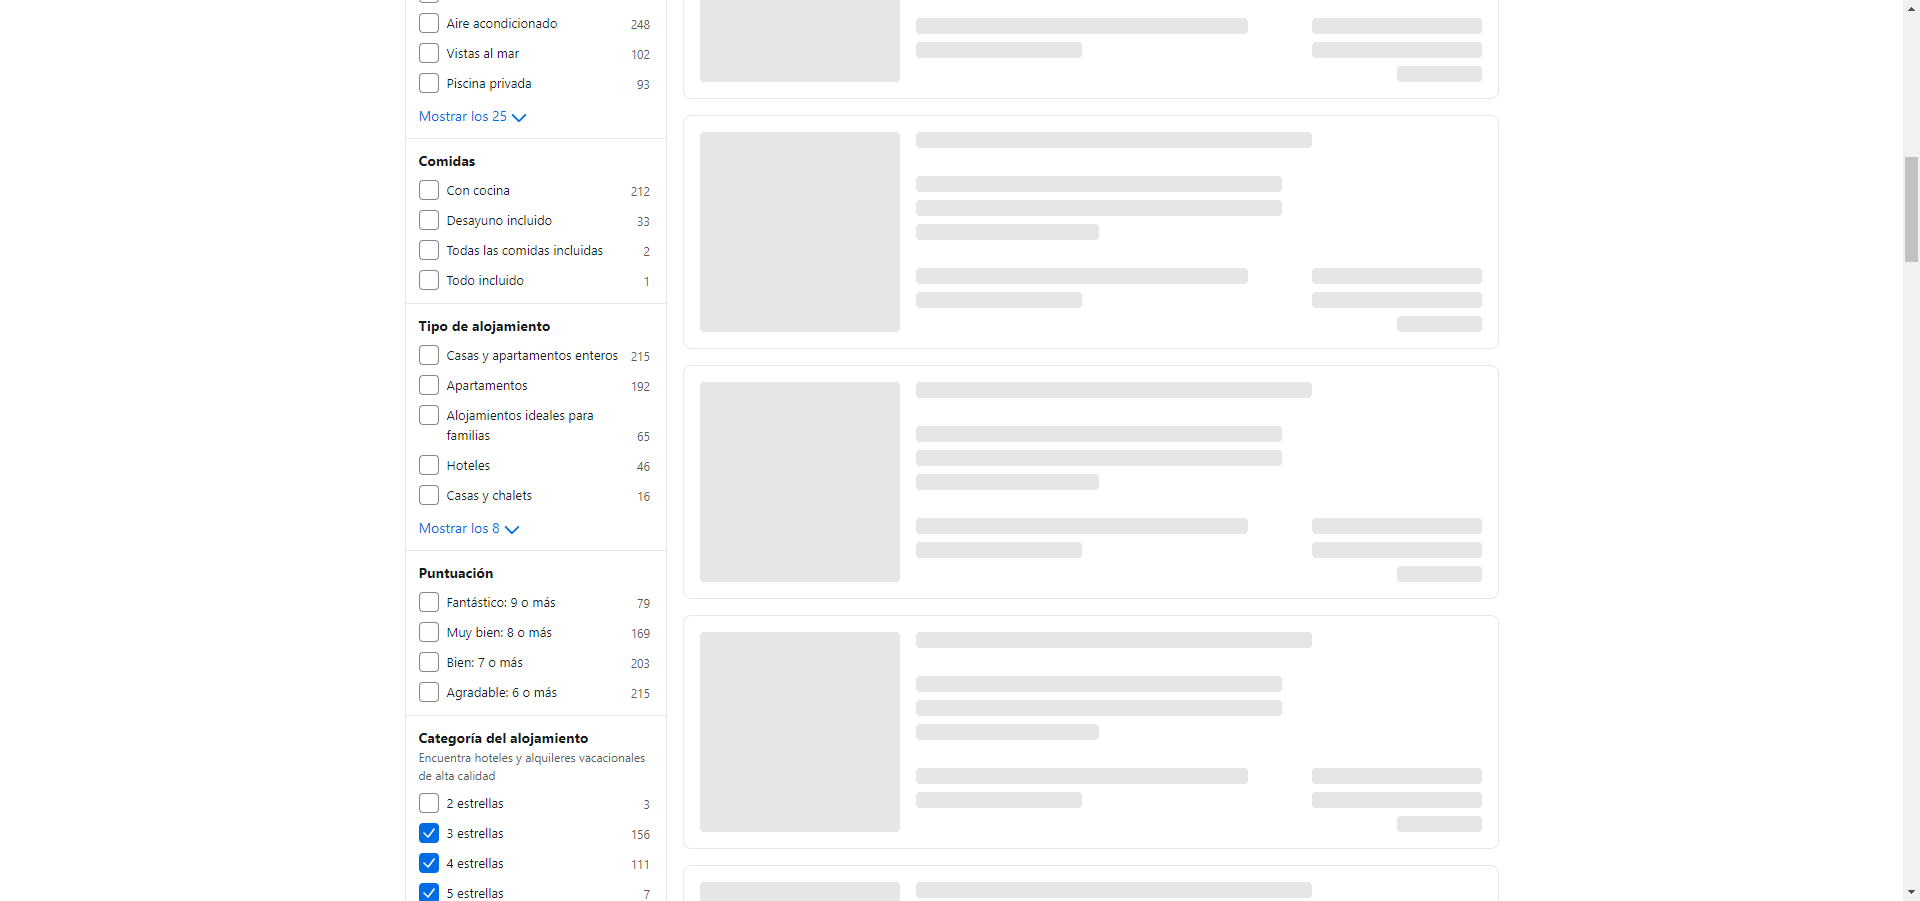 Aire acondicionado 248
Vistas al mar 102
Piscina privada 93
Mostrar los 25
Comidas
Con cocina 212
Desayuno incluido 33
Todas las comidas incluidas 2
Todo incluido 1
Tipo de alojamiento
Casas y apartamentos enteros 215
Apartamentos 192
Alojamientos ideales para
familias 65
Hoteles 46
Casas y chalets 16
Mostrar los 8
Puntuación
Fantástico: 9 o más 79
Muy bien: 8 o más 169
Bien: 7 o más 203
Agradable: 6 o más 215
Categoría del alojamiento
Encuentra hoteles y alquileres vacacionales
de alta calidad
2 estrellas 3
3 estrellas 156
4 estrellas 111
5 estrellas 7